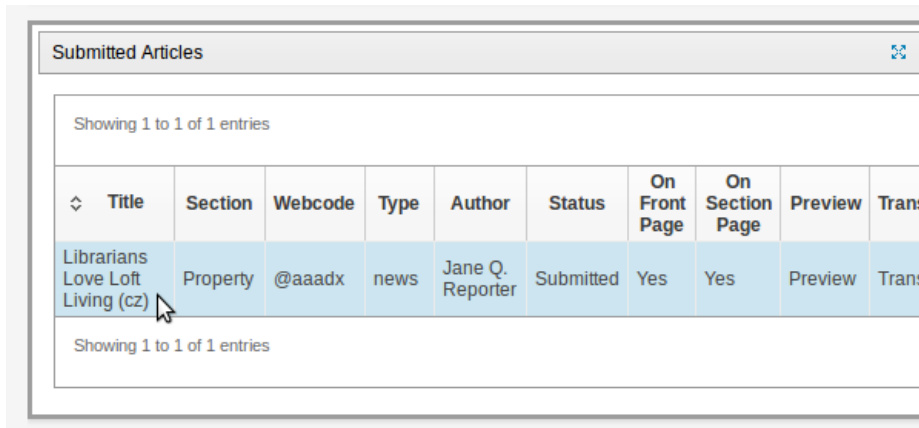 Submitted Articles
Showing 1 to 1 of 1 entries
Title Section Webcode Type Author Status On Front Page On Section Page Preview Trans
Librarians Love Loft Living (cz) Property @aaadx news Jane Q. Reporter Submitted Yes Yes Preview Trans
Showing 1 to 1 of 1 entries